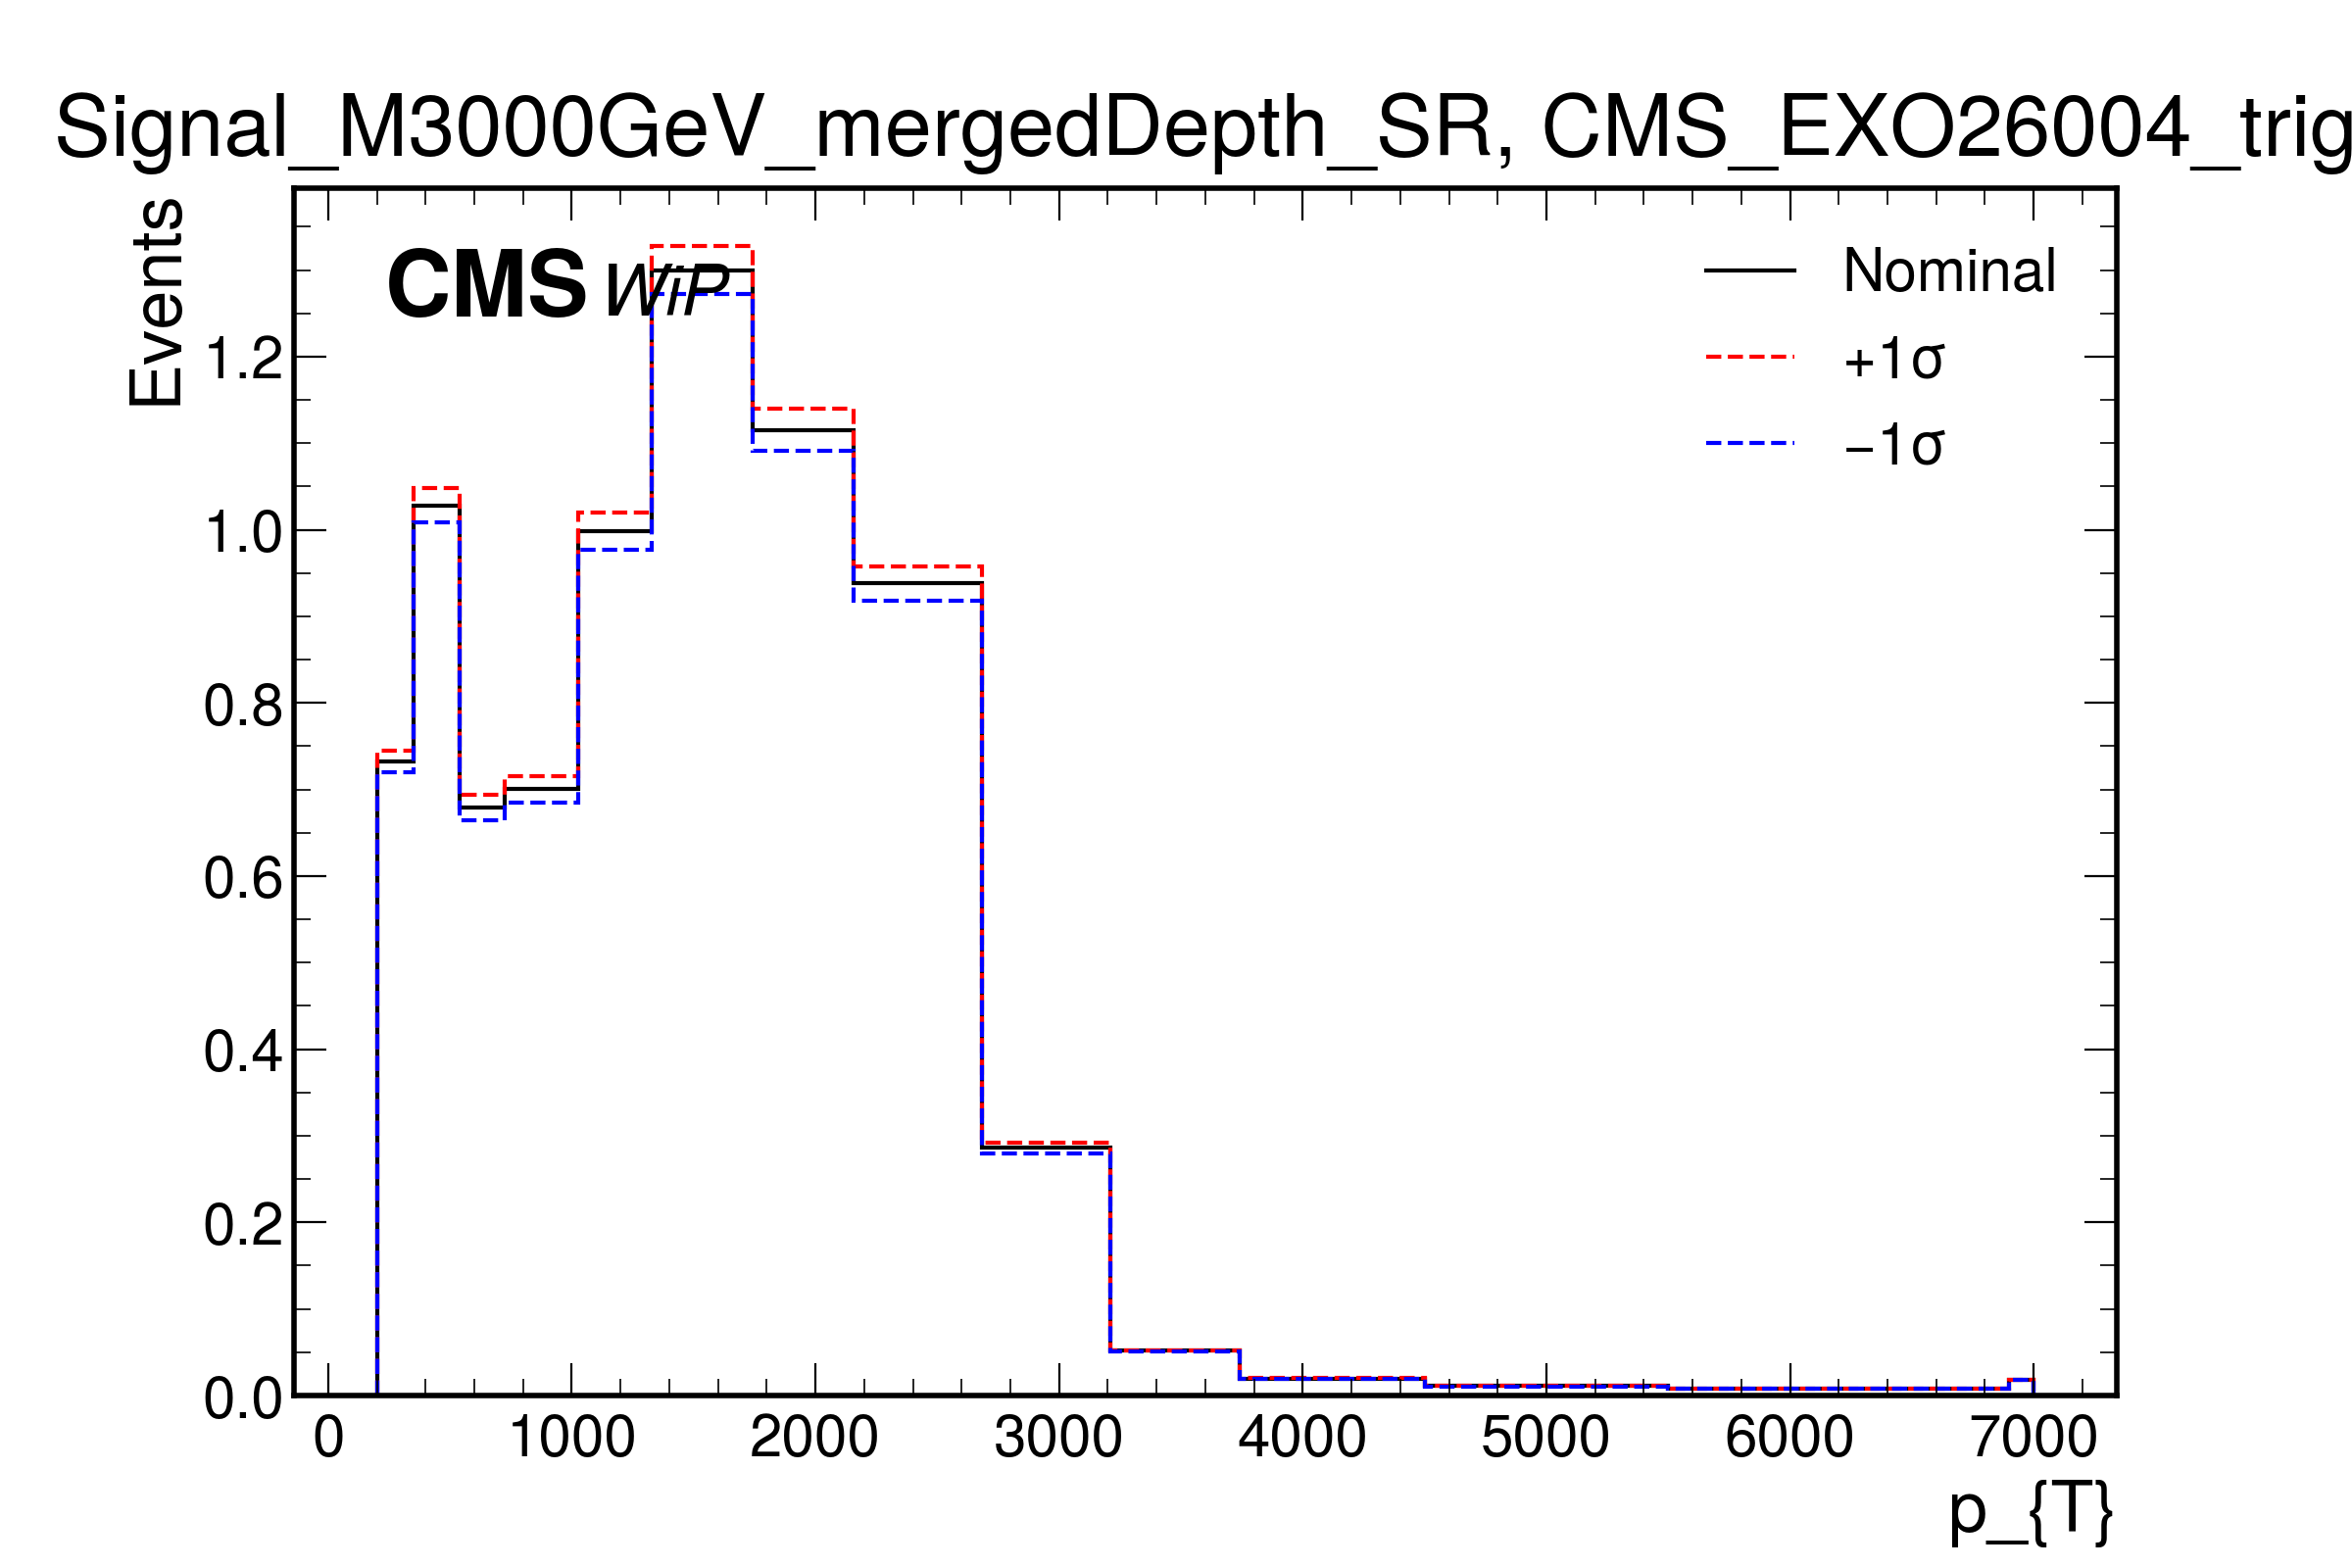 Signal_M3000GeV_mergedDepth_SR, CMS_EXO26004_trig
Events
CMS WiP
Nominal
+1σ
−1σ
1.2
1.0
0.8
0.6
0.4
0.2
0.0
0 1000 2000 3000 4000 5000 6000 7000
p_{T}